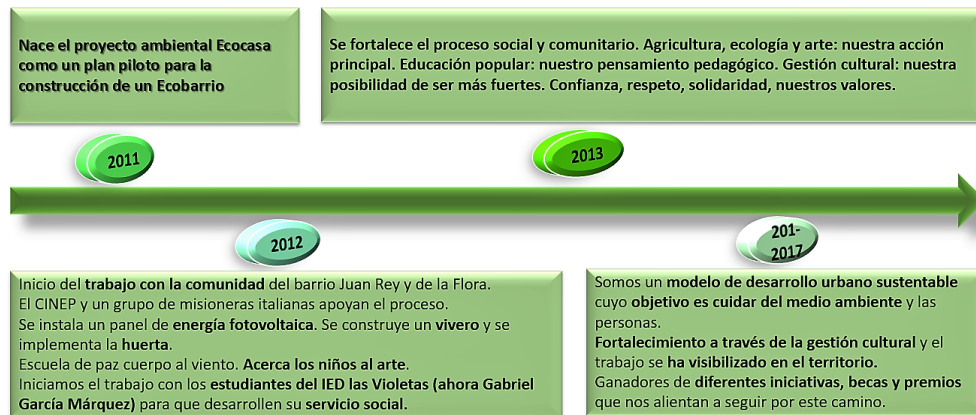 Nace el proyecto ambiental Ecocasa
como un plan piloto para la
construcción de un Ecobarrio
Se fortalece el proceso social y comunitario. Agricultura, ecología y arte: nuestra acción
principal. Educación popular: nuestro pensamiento pedagógico. Gestión cultural: nuestra
posibilidad de ser más fuertes. Confianza, respeto, solidaridad, nuestros valores.
2011
2013
2012
201-
2017
Inicio del trabajo con la comunidad del barrio Juan Rey y de la Flora.
El CINEP y un grupo de misioneras italianas apoyan el proceso.
Se instala un panel de energía fotovoltaica. Se construye un vivero y se
implementa la huerta.
Escuela de paz cuerpo al viento. Acerca los niños al arte.
Iniciamos el trabajo con los estudiantes del IED las Violetas (ahora Gabriel
García Márquez) para que desarrollen su servicio social.
Somos un modelo de desarrollo urbano sustentable
cuyo objetivo es cuidar del medio ambiente y las
personas.
Fortalecimiento a través de la gestión cultural y el
trabajo se ha visibilizado en el territorio.
Ganadores de diferentes iniciativas, becas y premios
que nos alientan a seguir por este camino.